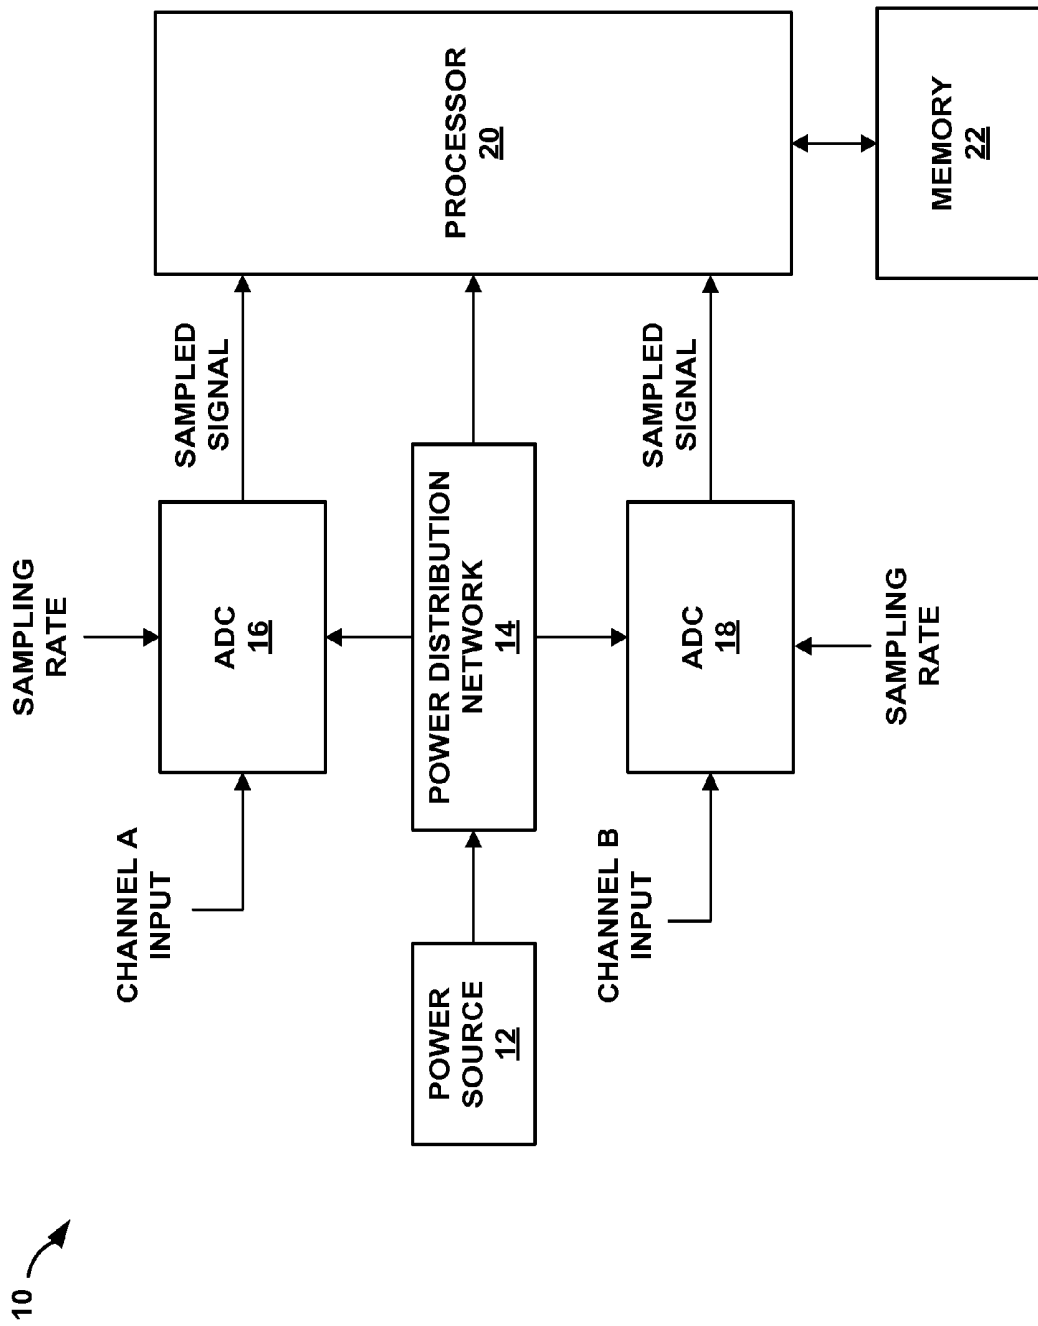 10
SAMPLING
RATE
CHANNEL A
INPUT
ADC
16
SAMPLED
SIGNAL
POWER
SOURCE
12
POWER DISTRIBUTION
NETWORK
14
PROCESSOR
20
CHANNEL B
INPUT
ADC
18
SAMPLED
SIGNAL
SAMPLING
RATE
MEMORY
22